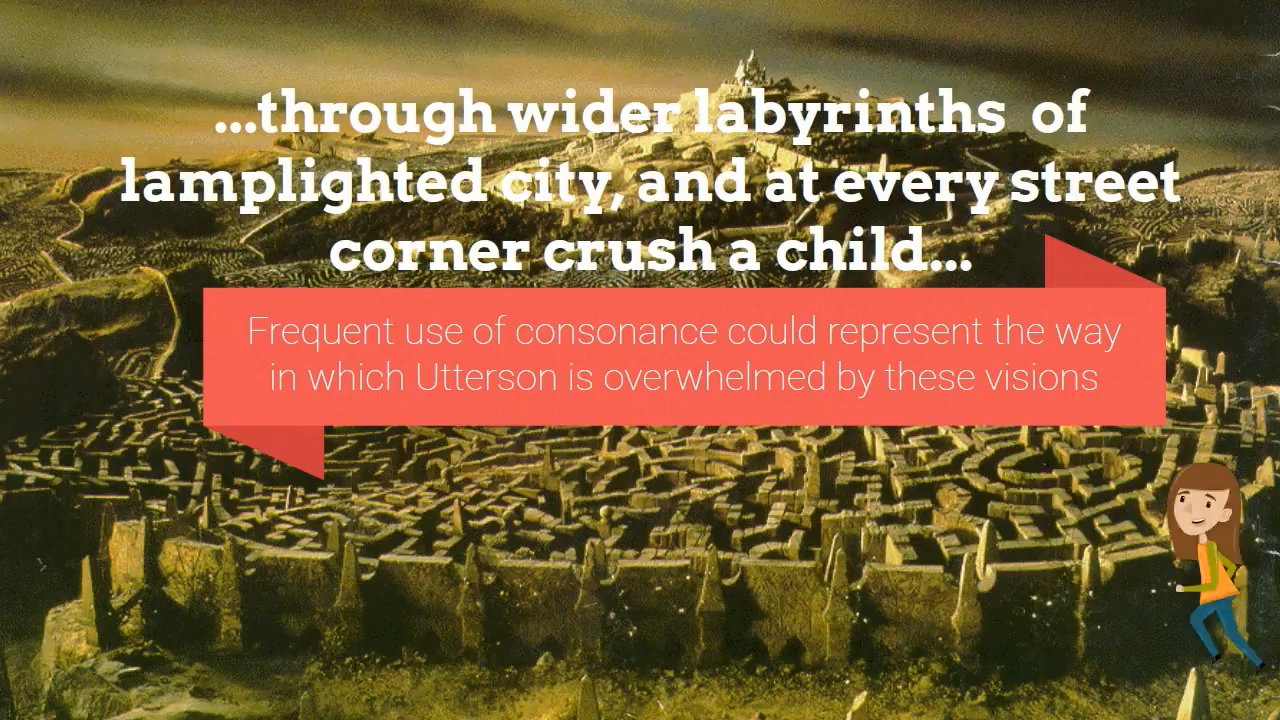 ...through wider labyrinths of
lamplighted city, and at every street
corner crush a child...
Frequent use of consonance could represent the way
in which Utterson is overwhelmed by these visions